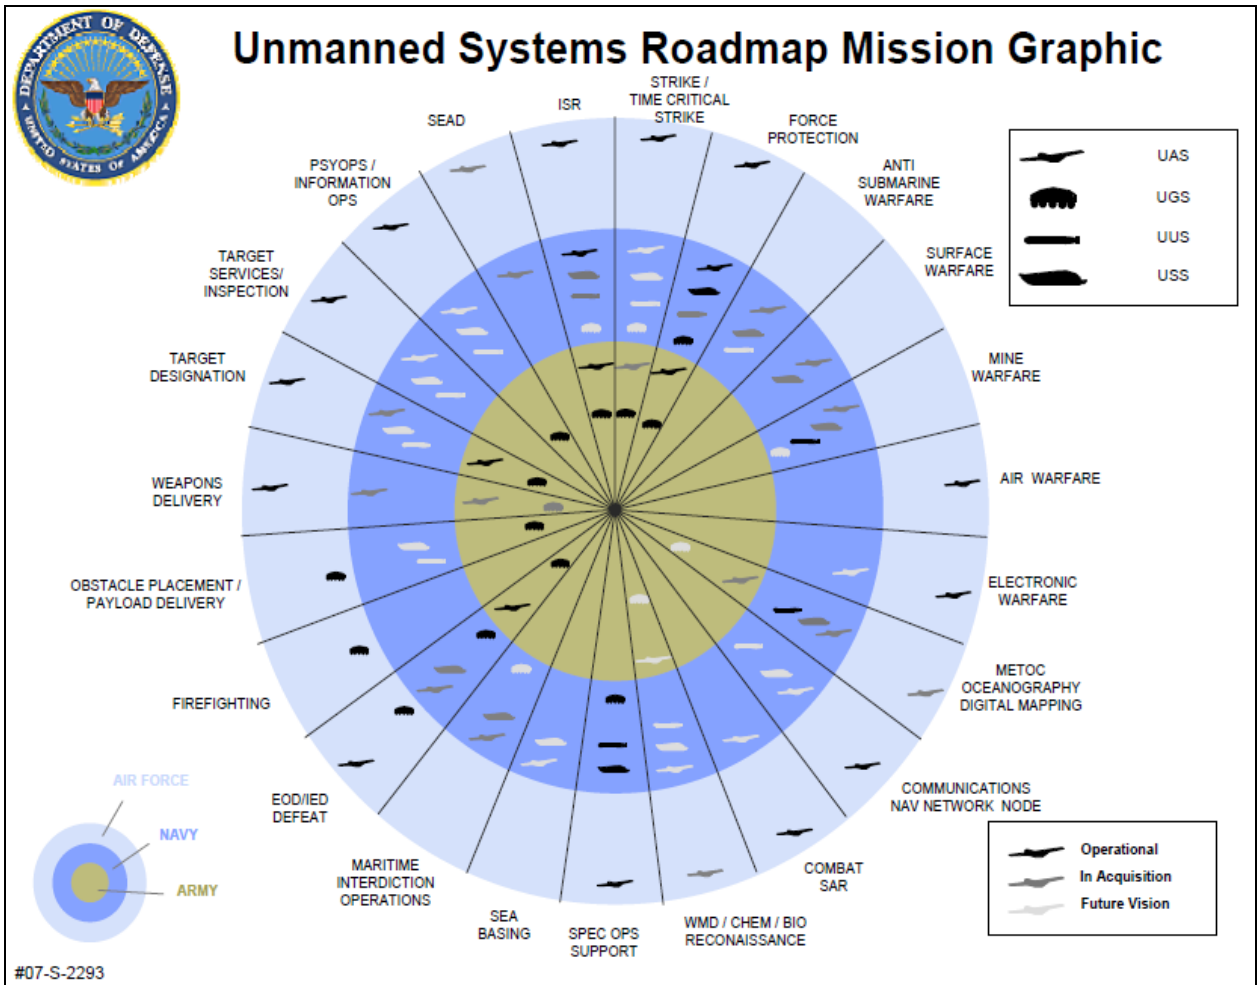 DEPARTMENT OF DEFENSE
UNITED STATES OF AMERICA
Unmanned Systems Roadmap Mission Graphic
STRIKE /
TIME CRITICAL
STRIKE
ISR
SEAD
FORCE
PROTECTION
PSYOPS /
INFORMATION
OPS
ANTI
SUBMARINE
WARFARE
UAS
UGS
UUS
USS
TARGET
SERVICES/
INSPECTION
SURFACE
WARFARE
TARGET
DESIGNATION
MINE
WARFARE
WEAPONS
DELIVERY
AIR WARFARE
OBSTACLE PLACEMENT /
PAYLOAD DELIVERY
ELECTRONIC
WARFARE
FIREFIGHTING
METOC
OCEANOGRAPHY
DIGITAL MAPPING
EOD/IED
DEFEAT
COMMUNICATIONS
NAV NETWORK NODE
MARITIME
INTERDICTION
OPERATIONS
COMBAT
SAR
SEA
BASING
SPEC OPS
SUPPORT
WMD / CHEM / BIO
RECONAISSANCE
AIR FORCE
NAVY
ARMY
Operational
In Acquisition
Future Vision
#07-S-2293